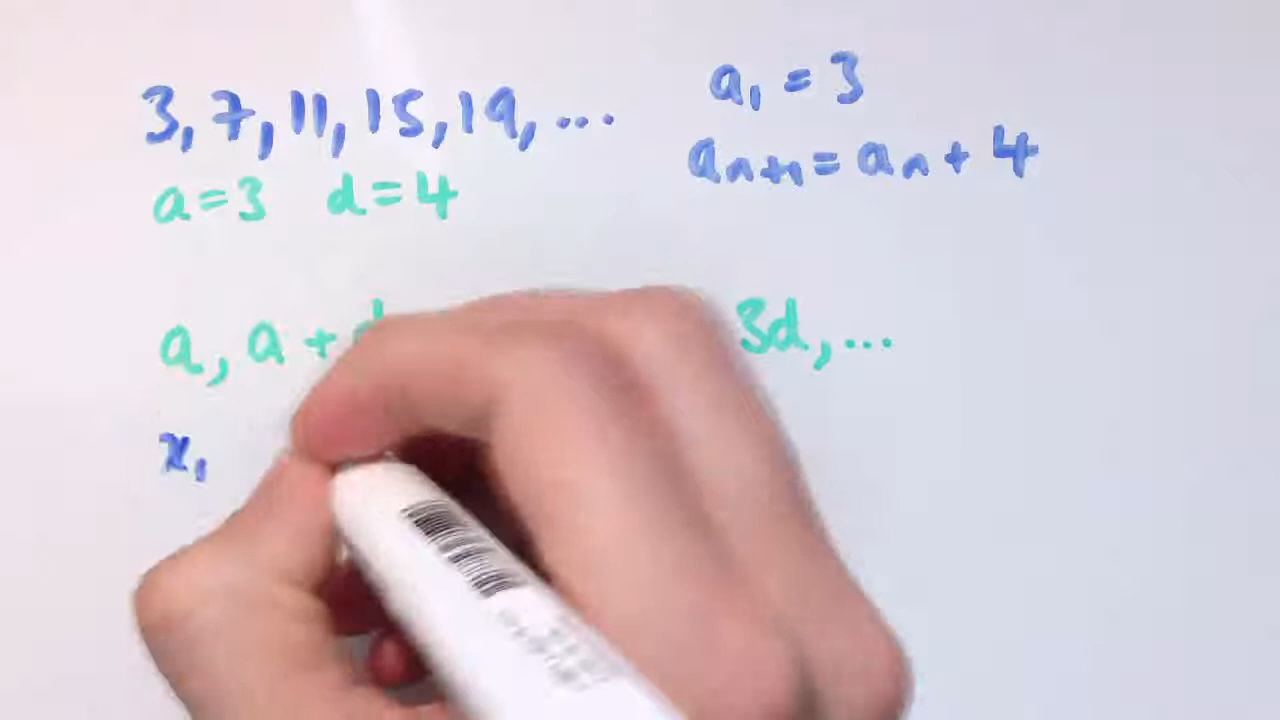 3, 7, 11, 15, 19, ...
a₁ = 3
aₙ₊₁ = aₙ + 4
a = 3 d = 4
a, a + d 3d, ...
x₁